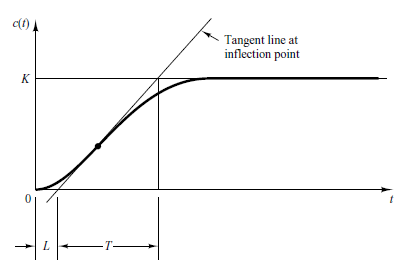 c(t)
Tangent line at
inflection point
K
0
t
L
T